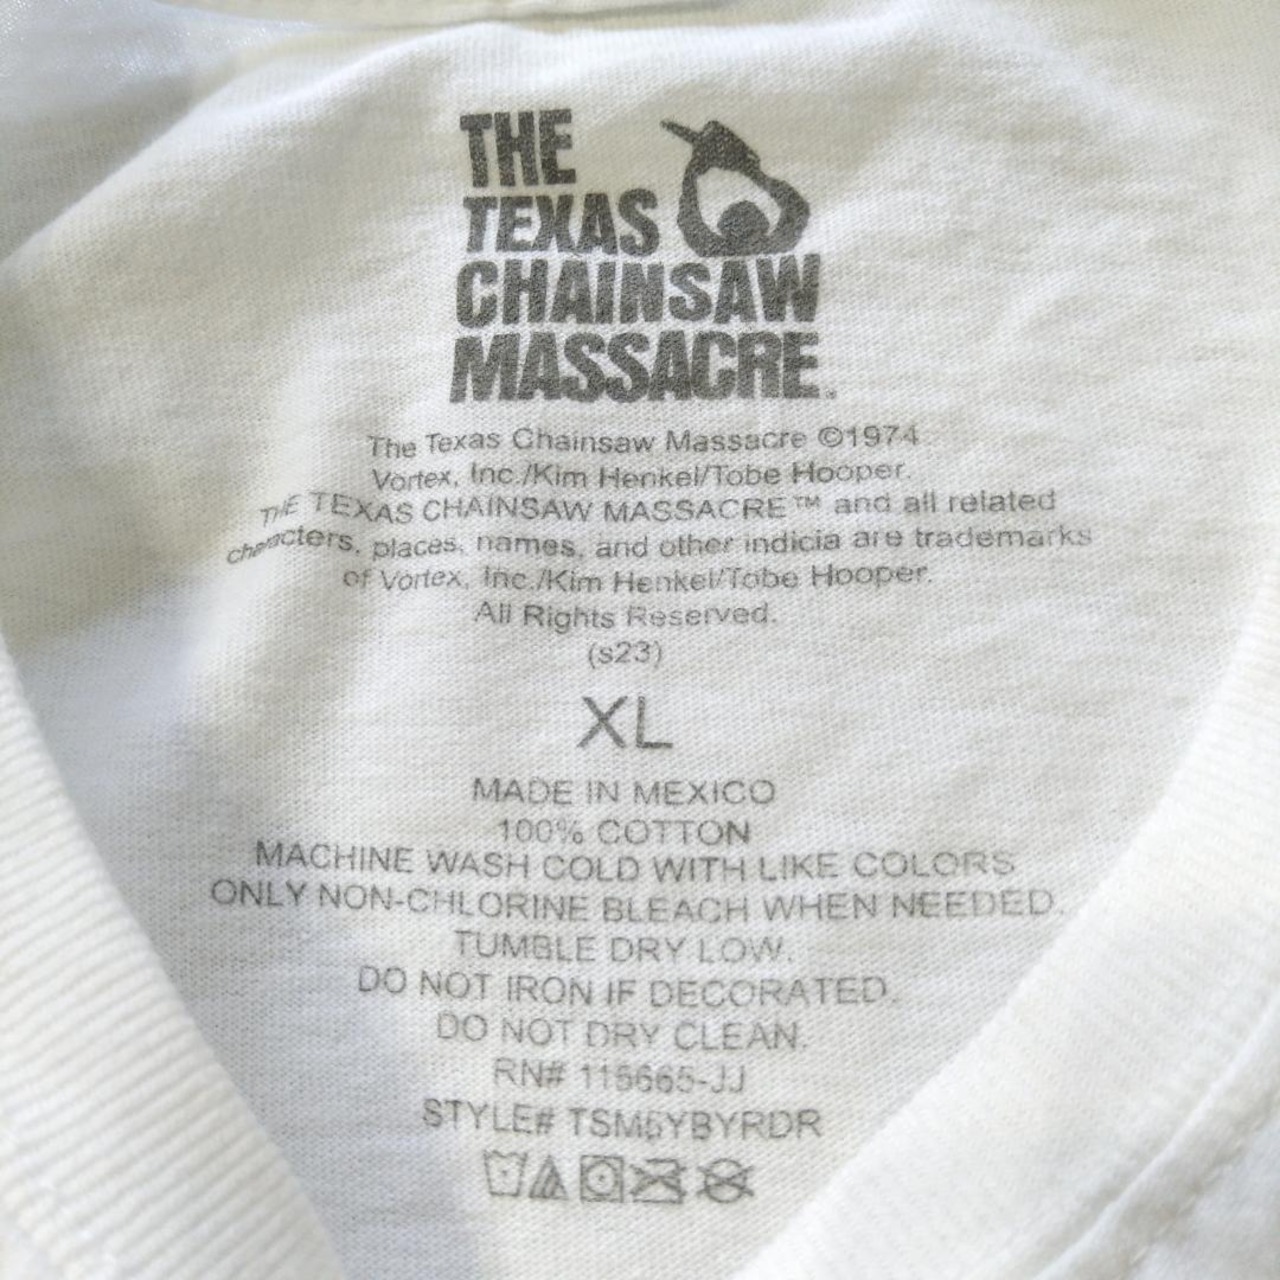 THE
TEXAS
CHAINSAW
MASSACRE.
The Texas Chainsaw Massacre ©1974
Vortex, Inc./Kim Henkel/Tobe Hooper.
THE TEXAS CHAINSAW MASSACRE™ and all related
characters, places, names, and other indicia are trademarks
of Vortex, Inc./Kim Henkel/Tobe Hooper.
All Rights Reserved.
(s23)
XL
MADE IN MEXICO
100% COTTON
MACHINE WASH COLD WITH LIKE COLORS
ONLY NON-CHLORINE BLEACH WHEN NEEDED.
TUMBLE DRY LOW.
DO NOT IRON IF DECORATED.
DO NOT DRY CLEAN.
RN# 115665-JJ
STYLE# TSM5YBYRDR